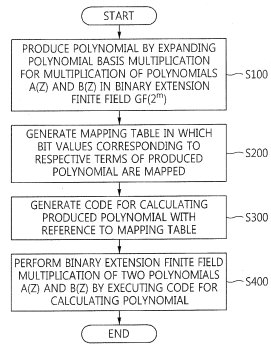 START
PRODUCE POLYNOMIAL BY EXPANDING
POLYNOMIAL BASIS MULTIPLICATION
FOR MULTIPLICATION OF POLYNOMIALS
A(Z) AND B(Z) IN BINARY EXTENSION
FINITE FIELD GF(2ᵐ)
S100
GENERATE MAPPING TABLE IN WHICH
BIT VALUES CORRESPONDING TO
RESPECTIVE TERMS OF PRODUCED
POLYNOMIAL ARE MAPPED
S200
GENERATE CODE FOR CALCULATING
PRODUCED POLYNOMIAL WITH
REFERENCE TO MAPPING TABLE
S300
PERFORM BINARY EXTENSION FINITE FIELD
MULTIPLICATION OF TWO POLYNOMIALS
A(Z) AND B(Z) BY EXECUTING CODE FOR
CALCULATING POLYNOMIAL
S400
END